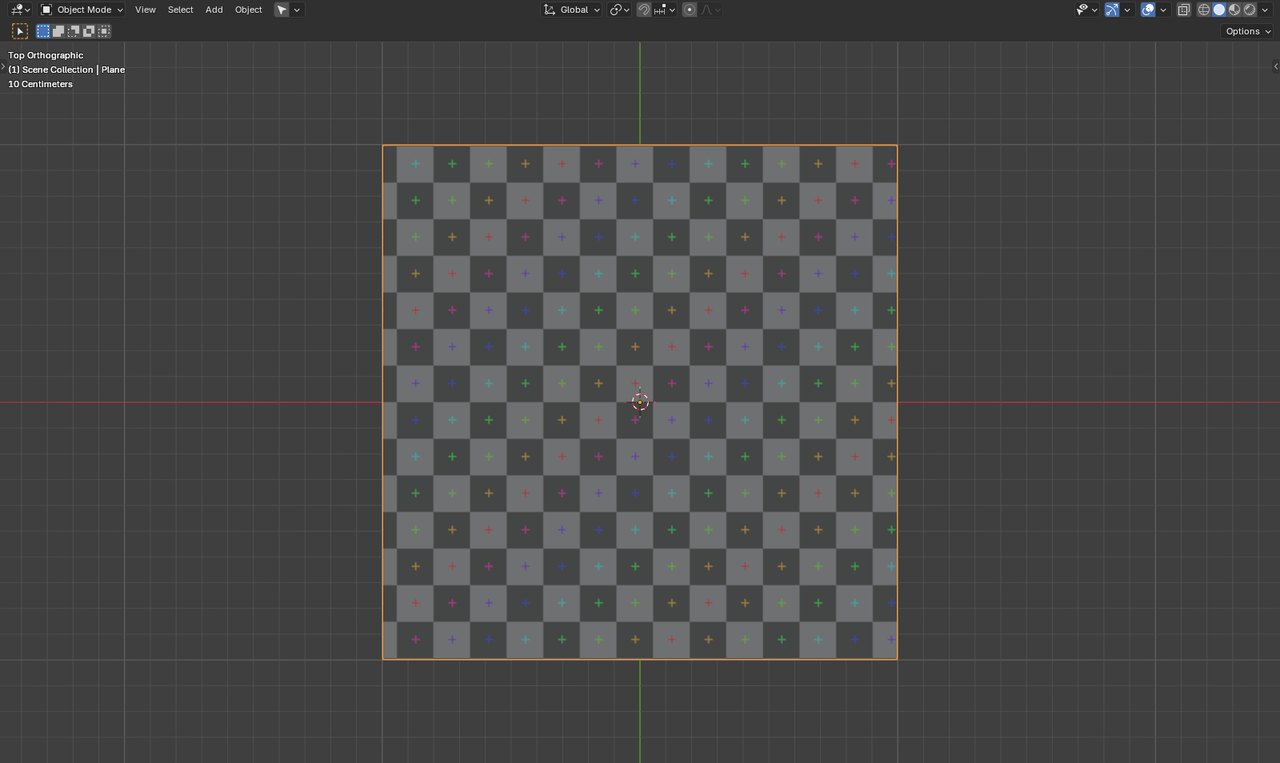 Object Mode View Select Add Object Global
Options
Top Orthographic
(1) Scene Collection | Plane
10 Centimeters